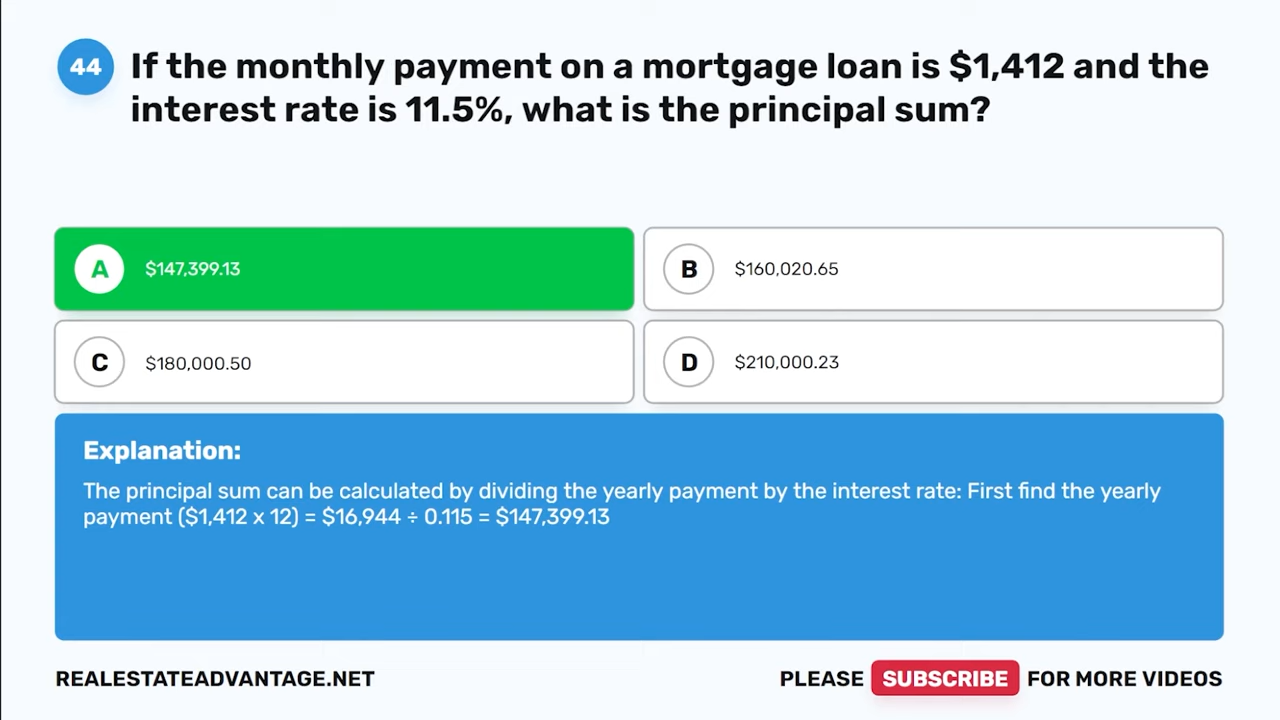 44
If the monthly payment on a mortgage loan is $1,412 and the
interest rate is 11.5%, what is the principal sum?
A $147,399.13
B $160,020.65
C $180,000.50
D $210,000.23
Explanation:
The principal sum can be calculated by dividing the yearly payment by the interest rate: First find the yearly
payment ($1,412 x 12) = $16,944 ÷ 0.115 = $147,399.13
REALESTATEADVANTAGE.NET
PLEASE SUBSCRIBE FOR MORE VIDEOS